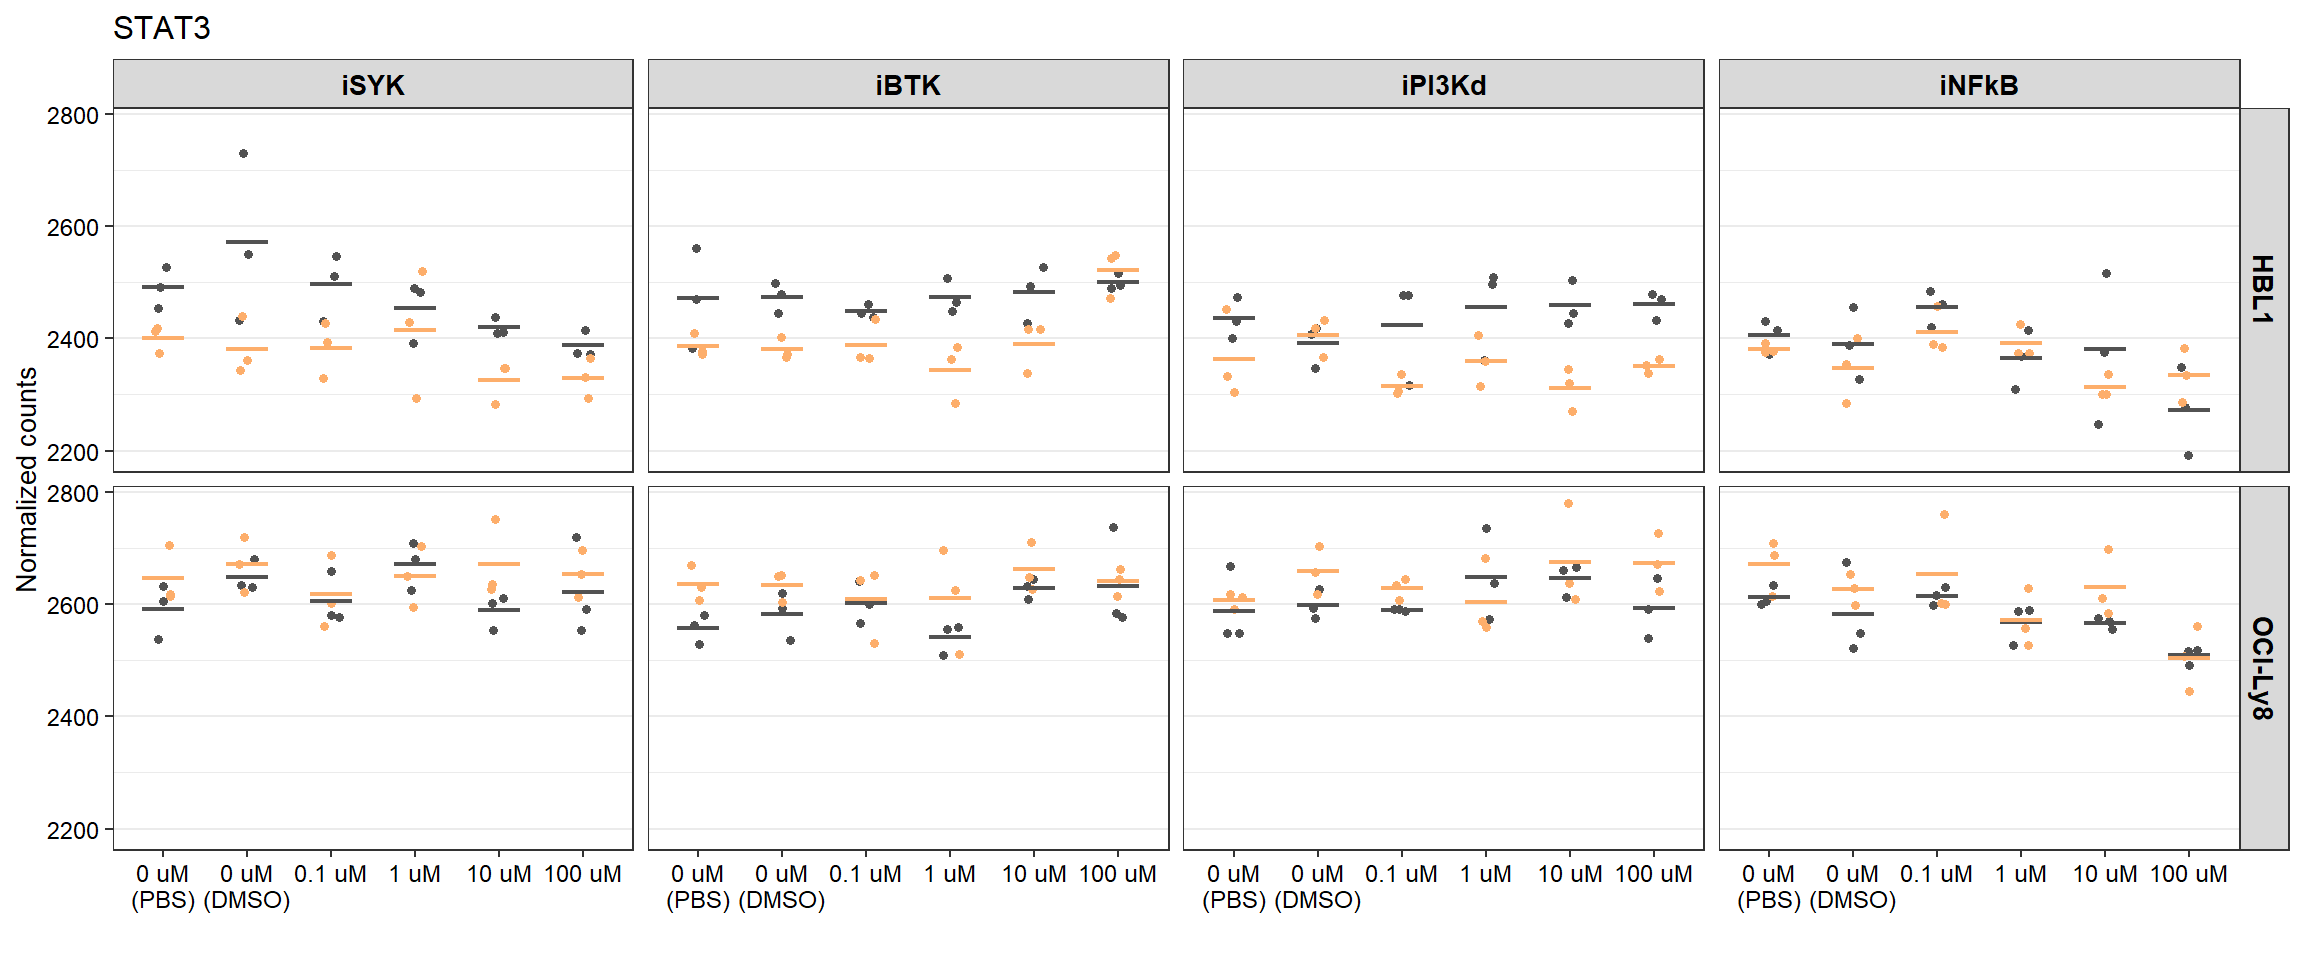 STAT3
iSYK iBTK iPI3Kd iNFkB
Normalized counts
2800
2600
2400
2200
HBL1
2800
2600
2400
2200
OCI-Ly8
0 uM 0 uM 0.1 uM 1 uM 10 uM 100 uM 0 uM 0 uM 0.1 uM 1 uM 10 uM 100 uM 0 uM 0 uM 0.1 uM 1 uM 10 uM 100 uM 0 uM 0 uM 0.1 uM 1 uM 10 uM 100 uM
(PBS) (DMSO) (PBS) (DMSO) (PBS) (DMSO) (PBS) (DMSO)